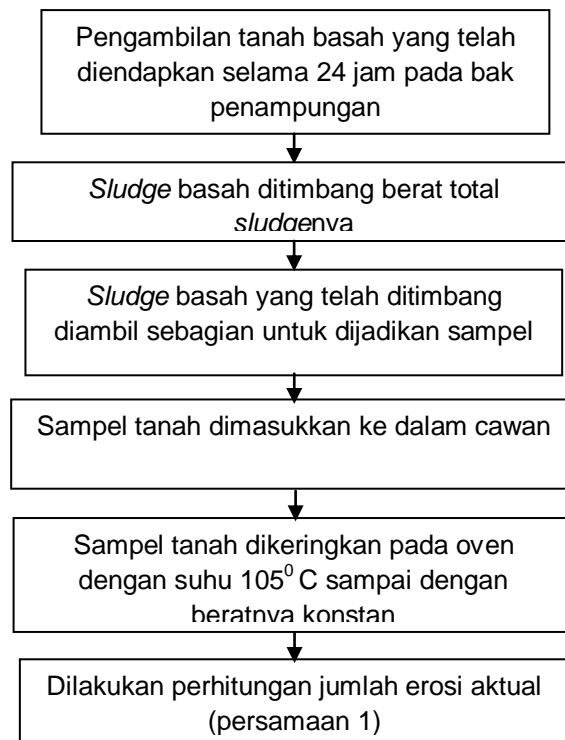 Pengambilan tanah basah yang telah
diendapkan selama 24 jam pada bak
penampungan
Sludge basah ditimbang berat total
sludgenya
Sludge basah yang telah ditimbang
diambil sebagian untuk dijadikan sampel
Sampel tanah dimasukkan ke dalam cawan
Sampel tanah dikeringkan pada oven
dengan suhu 105⁰ C sampai dengan
beratnya konstan
Dilakukan perhitungan jumlah erosi aktual
(persamaan 1)